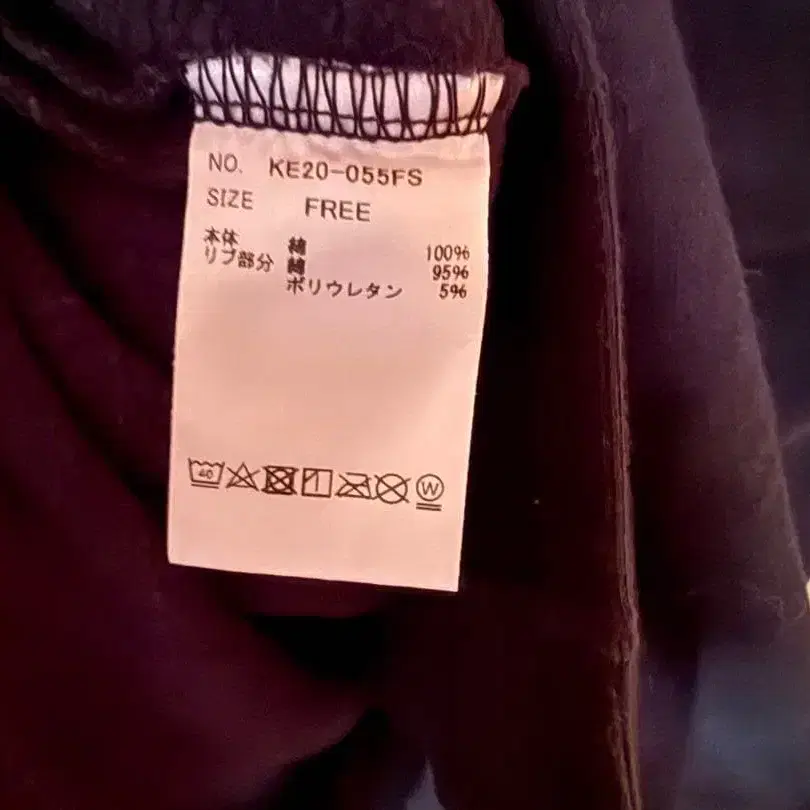 NO. KE20-055FS
SIZE FREE
本体 綿 100%
リブ部分 綿 95%
ポリウレタン 5%
40
W